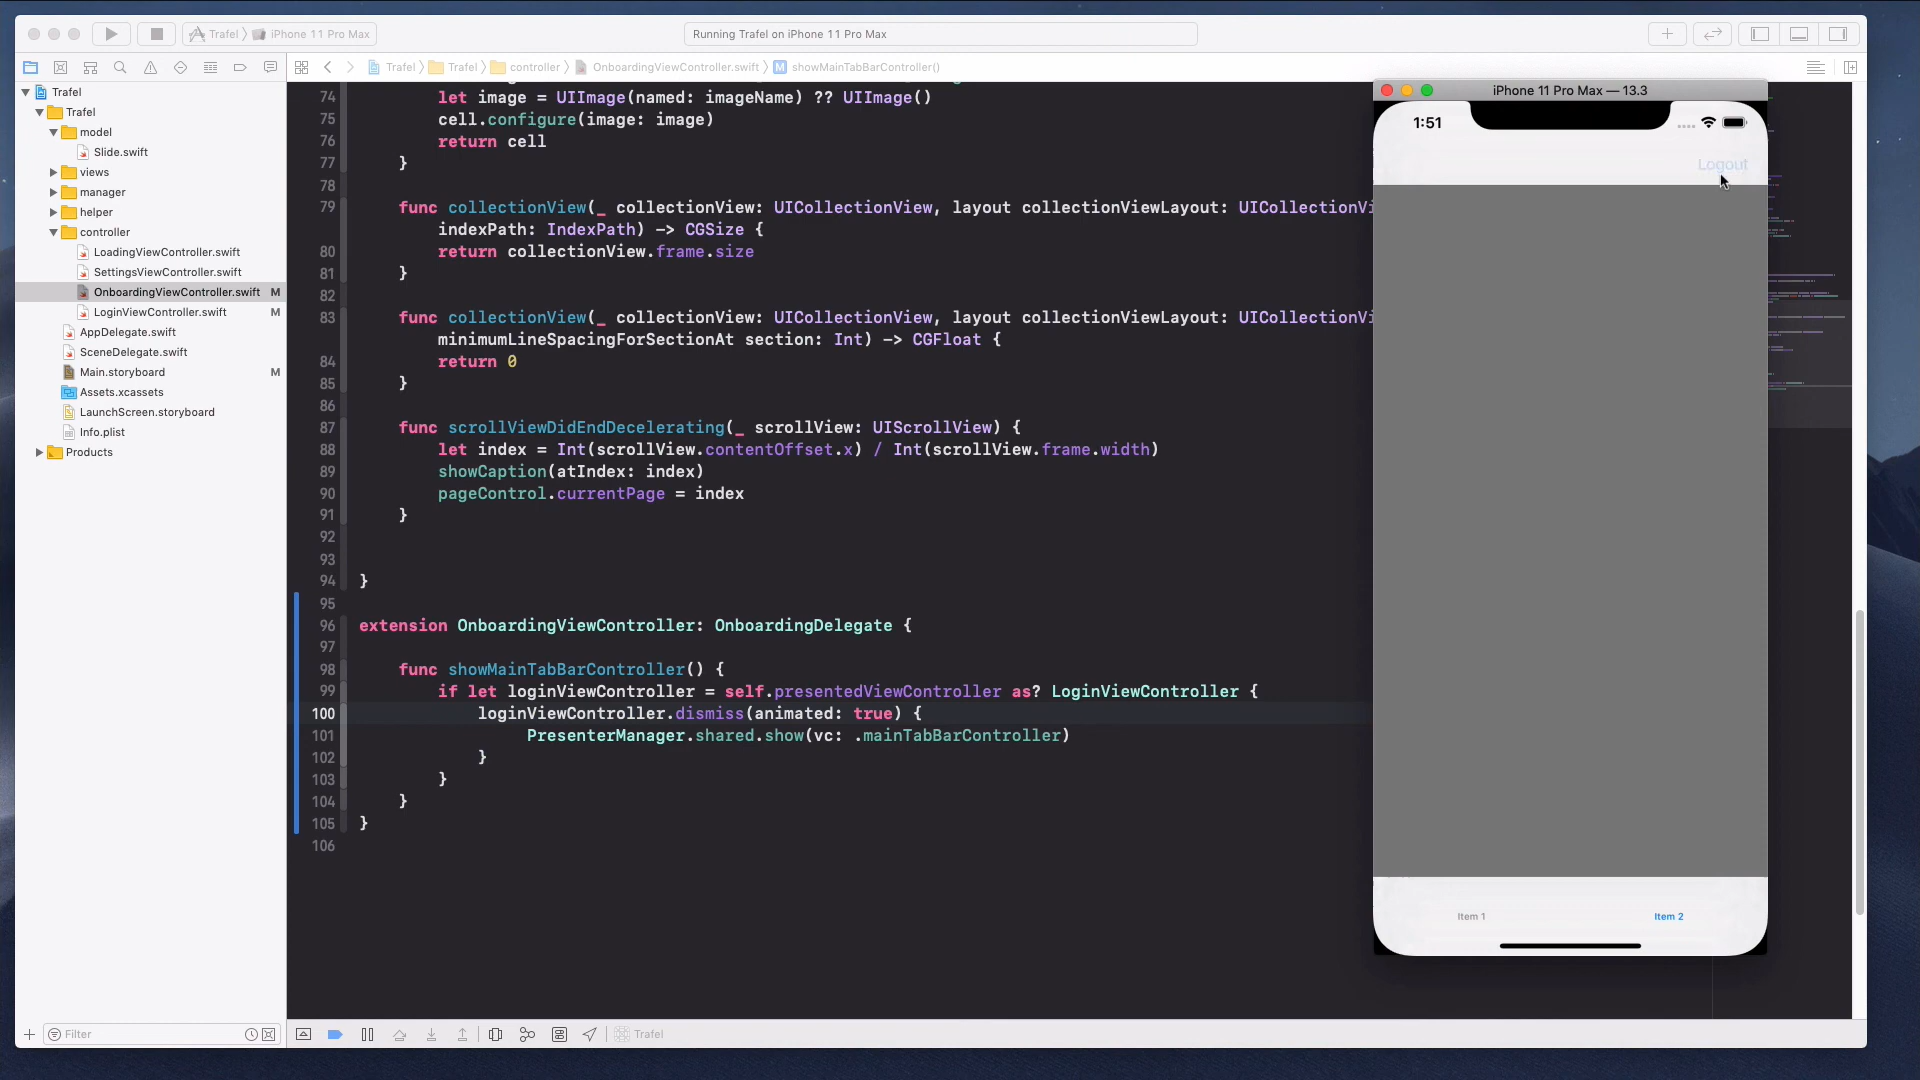 Trafel
iPhone 11 Pro Max
Running Trafel on iPhone 11 Pro Max
Trafel
Trafel
controller
OnboardingViewController.swift
showMainTabBarController()
Trafel
Trafel
model
Slide.swift
views
manager
helper
controller
LoadingViewController.swift
SettingsViewController.swift
OnboardingViewController.swift M
LoginViewController.swift M
AppDelegate.swift
SceneDelegate.swift
Main.storyboard M
Assets.xcassets
LaunchScreen.storyboard
Info.plist
Products
Filter
74 let image = UIImage(named: imageName) ?? UIImage()
75 cell.configure(image: image)
76 return cell
77 }
78
79 func collectionView(_ collectionView: UICollectionView, layout collectionViewLayout: UICollectionVi
indexPath: IndexPath) -> CGSize {
80 return collectionView.frame.size
81 }
82
83 func collectionView(_ collectionView: UICollectionView, layout collectionViewLayout: UICollectionVi
minimumLineSpacingForSectionAt section: Int) -> CGFloat {
84 return 0
85 }
86
87 func scrollViewDidEndDecelerating(_ scrollView: UIScrollView) {
88 let index = Int(scrollView.contentOffset.x) / Int(scrollView.frame.width)
89 showCaption(atIndex: index)
90 pageControl.currentPage = index
91 }
92
93
94 }
95
96 extension OnboardingViewController: OnboardingDelegate {
97
98 func showMainTabBarController() {
99 if let loginViewController = self.presentedViewController as? LoginViewController {
100 loginViewController.dismiss(animated: true) {
101 PresenterManager.shared.show(vc: .mainTabBarController)
102 }
103 }
104 }
105 }
106
Trafel
iPhone 11 Pro Max — 13.3
1:51
Logout
Item 1
Item 2